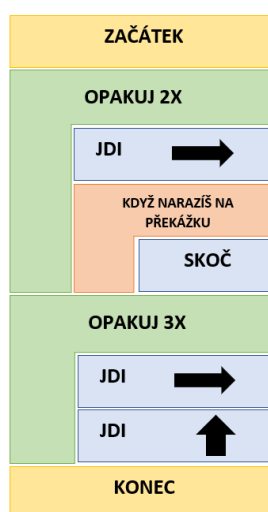 ZAČÁTEK
OPAKUJ 2X
JDI
KDYŽ NARAZÍŠ NA
PŘEKÁŽKU
SKOČ
OPAKUJ 3X
JDI
JDI
KONEC